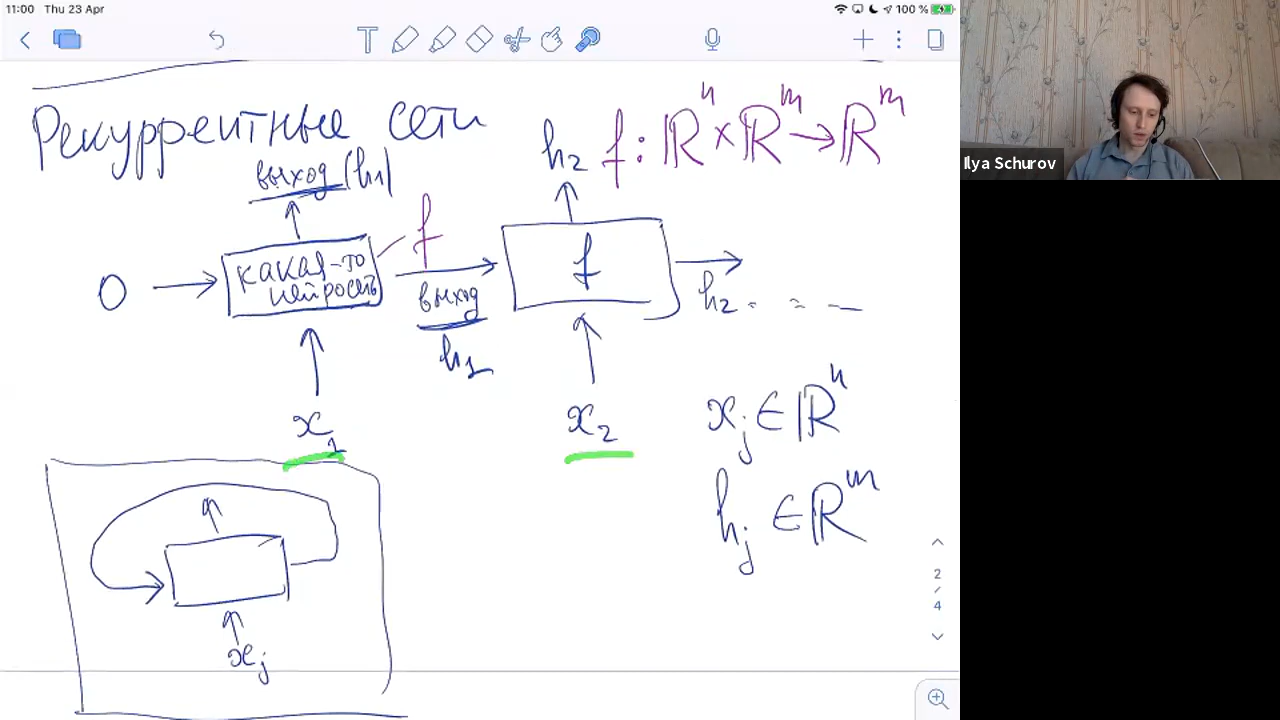 11:00 Thu 23 Apr
100 %
T
Рекуррентные сети
выход (h₁)
h₂ f: ℝⁿ × ℝᵐ → ℝᵐ
f
0
какая-то
нейросеть
выход
h₁
f
h₂ . = —
x₁
x₂
xⱼ ∈ ℝⁿ
hⱼ ∈ ℝᵐ
xⱼ
2
/
4
Ilya Schurov